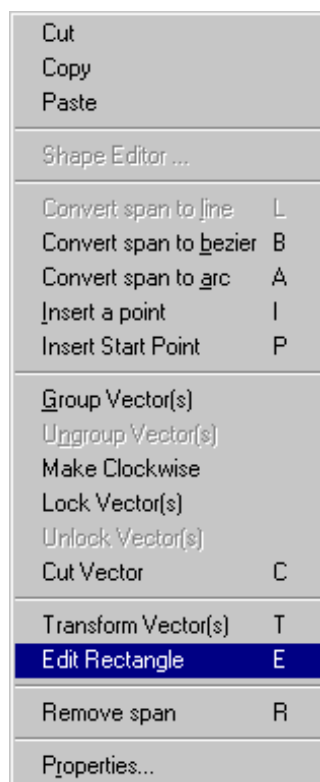 Cut
Copy
Paste
Shape Editor ...
Convert span to line L
Convert span to bezier B
Convert span to arc A
Insert a point I
Insert Start Point P
Group Vector(s)
Ungroup Vector(s)
Make Clockwise
Lock Vector(s)
Unlock Vector(s)
Cut Vector C
Transform Vector(s) T
Edit Rectangle E
Remove span R
Properties...